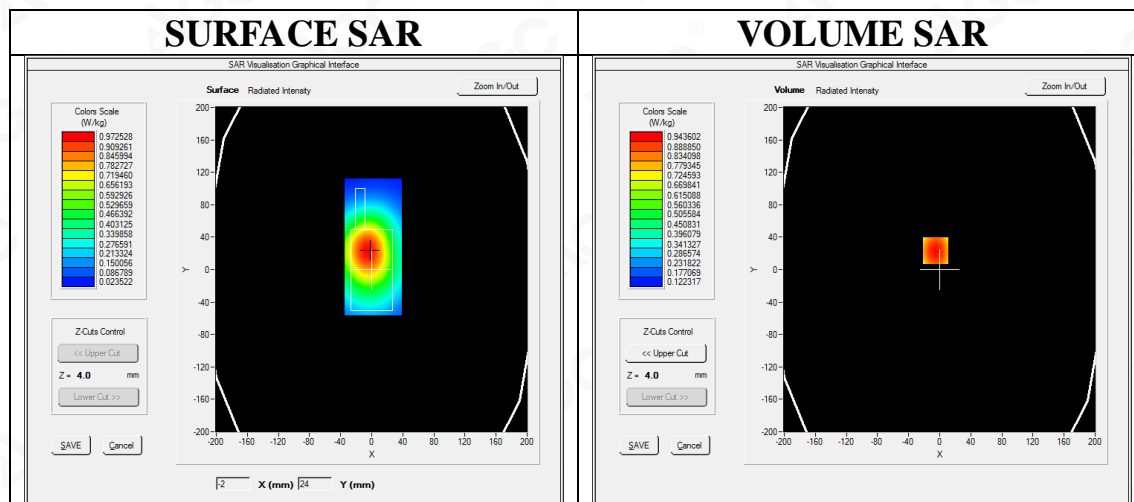 SURFACE SAR
SAR Visualisation Graphical Interface
Surface Radiated Intensity
Zoom In/Out
Colors Scale
(W/kg)
0.972528
0.909261
0.845994
0.782727
0.719460
0.656193
0.592926
0.529659
0.466392
0.403125
0.339858
0.276591
0.213324
0.150056
0.086789
0.023522
Z-Cuts Control
<< Upper Cut
Z = 4.0 mm
Lower Cut >>
SAVE Cancel
200
160
120
80
40
0
-40
-80
-120
-160
-200
Y
-200 -160 -120 -80 -40 0 40 80 120 160 200
X
-2 X (mm) 24 Y (mm)
VOLUME SAR
SAR Visualisation Graphical Interface
Volume Radiated Intensity
Zoom In/Out
Colors Scale
(W/kg)
0.943602
0.888850
0.834098
0.779345
0.724593
0.669841
0.615088
0.560336
0.505584
0.450831
0.396079
0.341327
0.286574
0.231822
0.177069
0.122317
Z-Cuts Control
<< Upper Cut
Z = 4.0 mm
Lower Cut >>
SAVE Cancel
200
160
120
80
40
0
-40
-80
-120
-160
-200
Y
-200 -160 -120 -80 -40 0 40 80 120 160 200
X